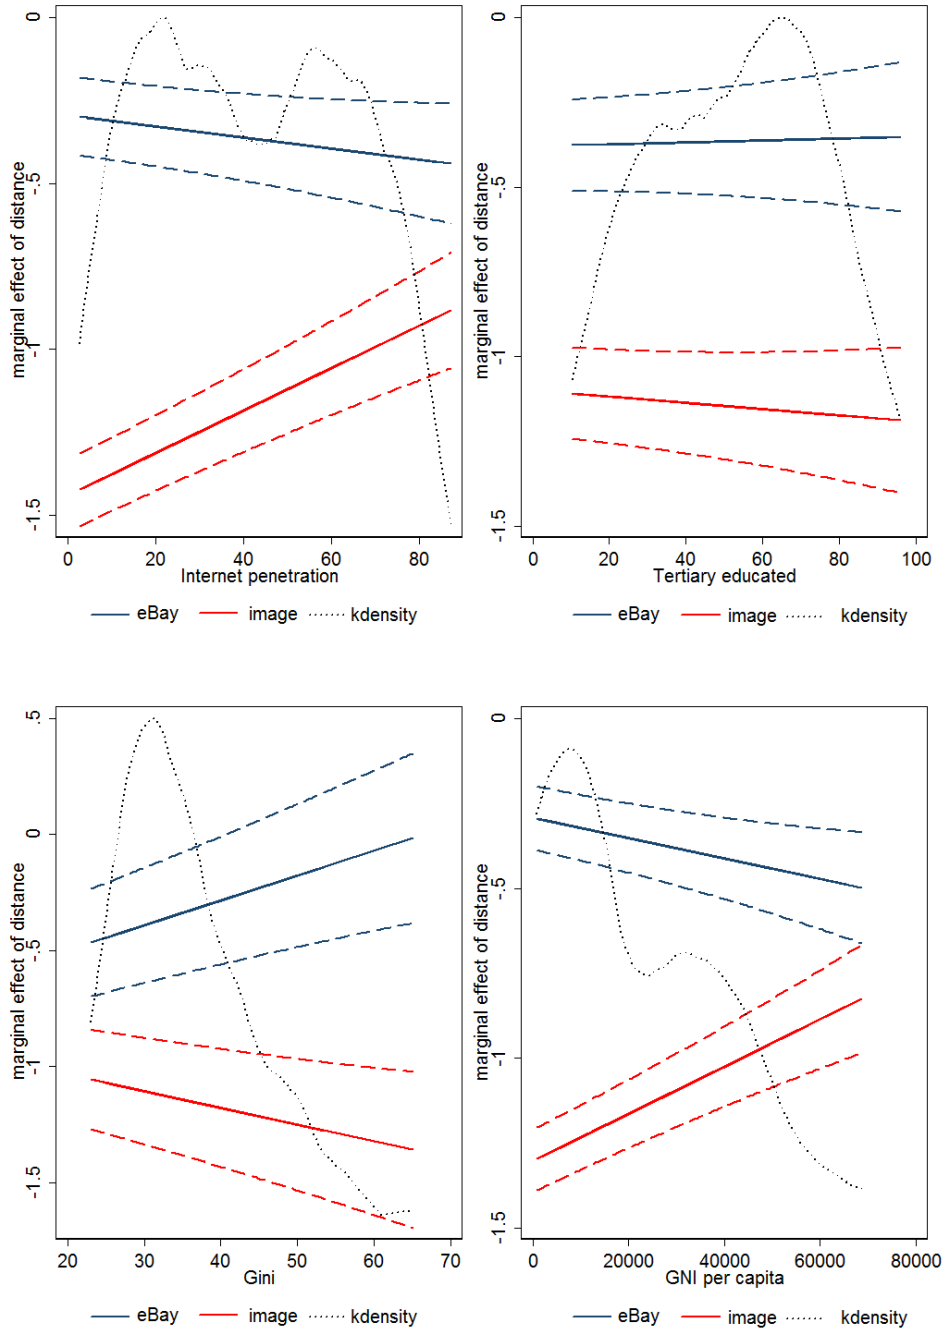 marginal effect of distance
0
-.5
-1
-1.5
0 20 40 60 80
Internet penetration
eBay image kdensity
marginal effect of distance
0
-.5
-1
-1.5
0 20 40 60 80 100
Tertiary educated
eBay image kdensity
marginal effect of distance
.5
0
-.5
-1
-1.5
20 30 40 50 60 70
Gini
eBay image kdensity
marginal effect of distance
0
-.5
-1
-1.5
0 20000 40000 60000 80000
GNI per capita
eBay image kdensity